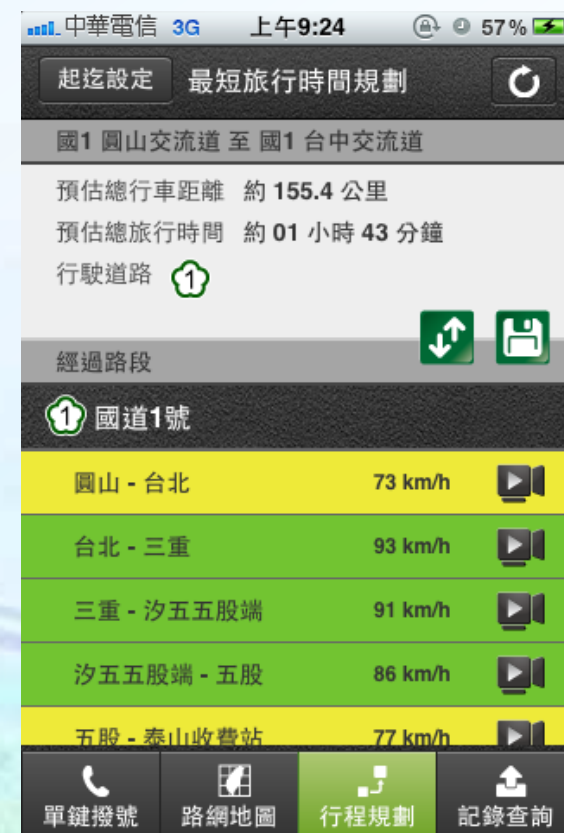 中華電信 3G 上午9:24 57%
起迄設定 最短旅行時間規劃
國1 圓山交流道 至 國1 台中交流道
預估總行車距離 約 155.4 公里
預估總旅行時間 約 01 小時 43 分鐘
行駛道路 1
經過路段
1 國道1號
圓山 - 台北 73 km/h
台北 - 三重 93 km/h
三重 - 汐五五股端 91 km/h
汐五五股端 - 五股 86 km/h
五股 - 泰山收費站 77 km/h
單鍵撥號 路網地圖 行程規劃 記錄查詢